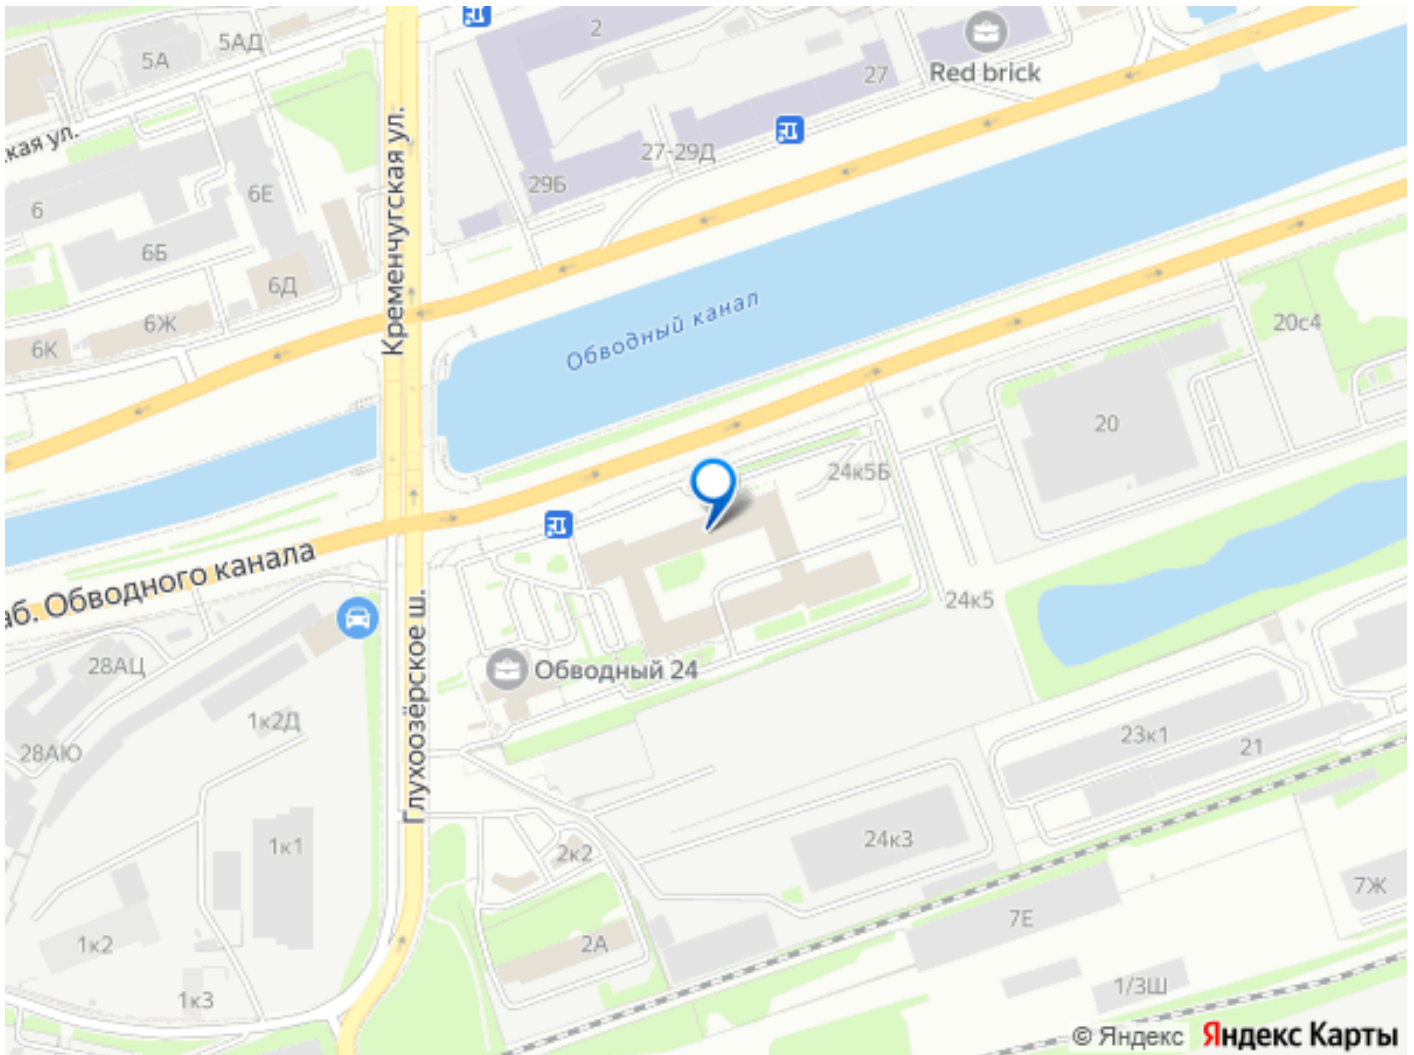 2
5АД
5А
Red brick
27
27-29Д
29Б
кая ул.
Кременчугская ул.
6Е
6
6Б
6Д
6Ж
6К
Обводный канал
20с4
20
24к5Б
аб. Обводного канала
24к5
Глухоозёрское ш.
28АЦ
Обводный 24
1к2Д
28АЮ
23к1
21
1к1
2к2
24к3
7Ж
7Е
1к2
2А
1/3Ш
1к3
© Яндекс Яндекс Карты